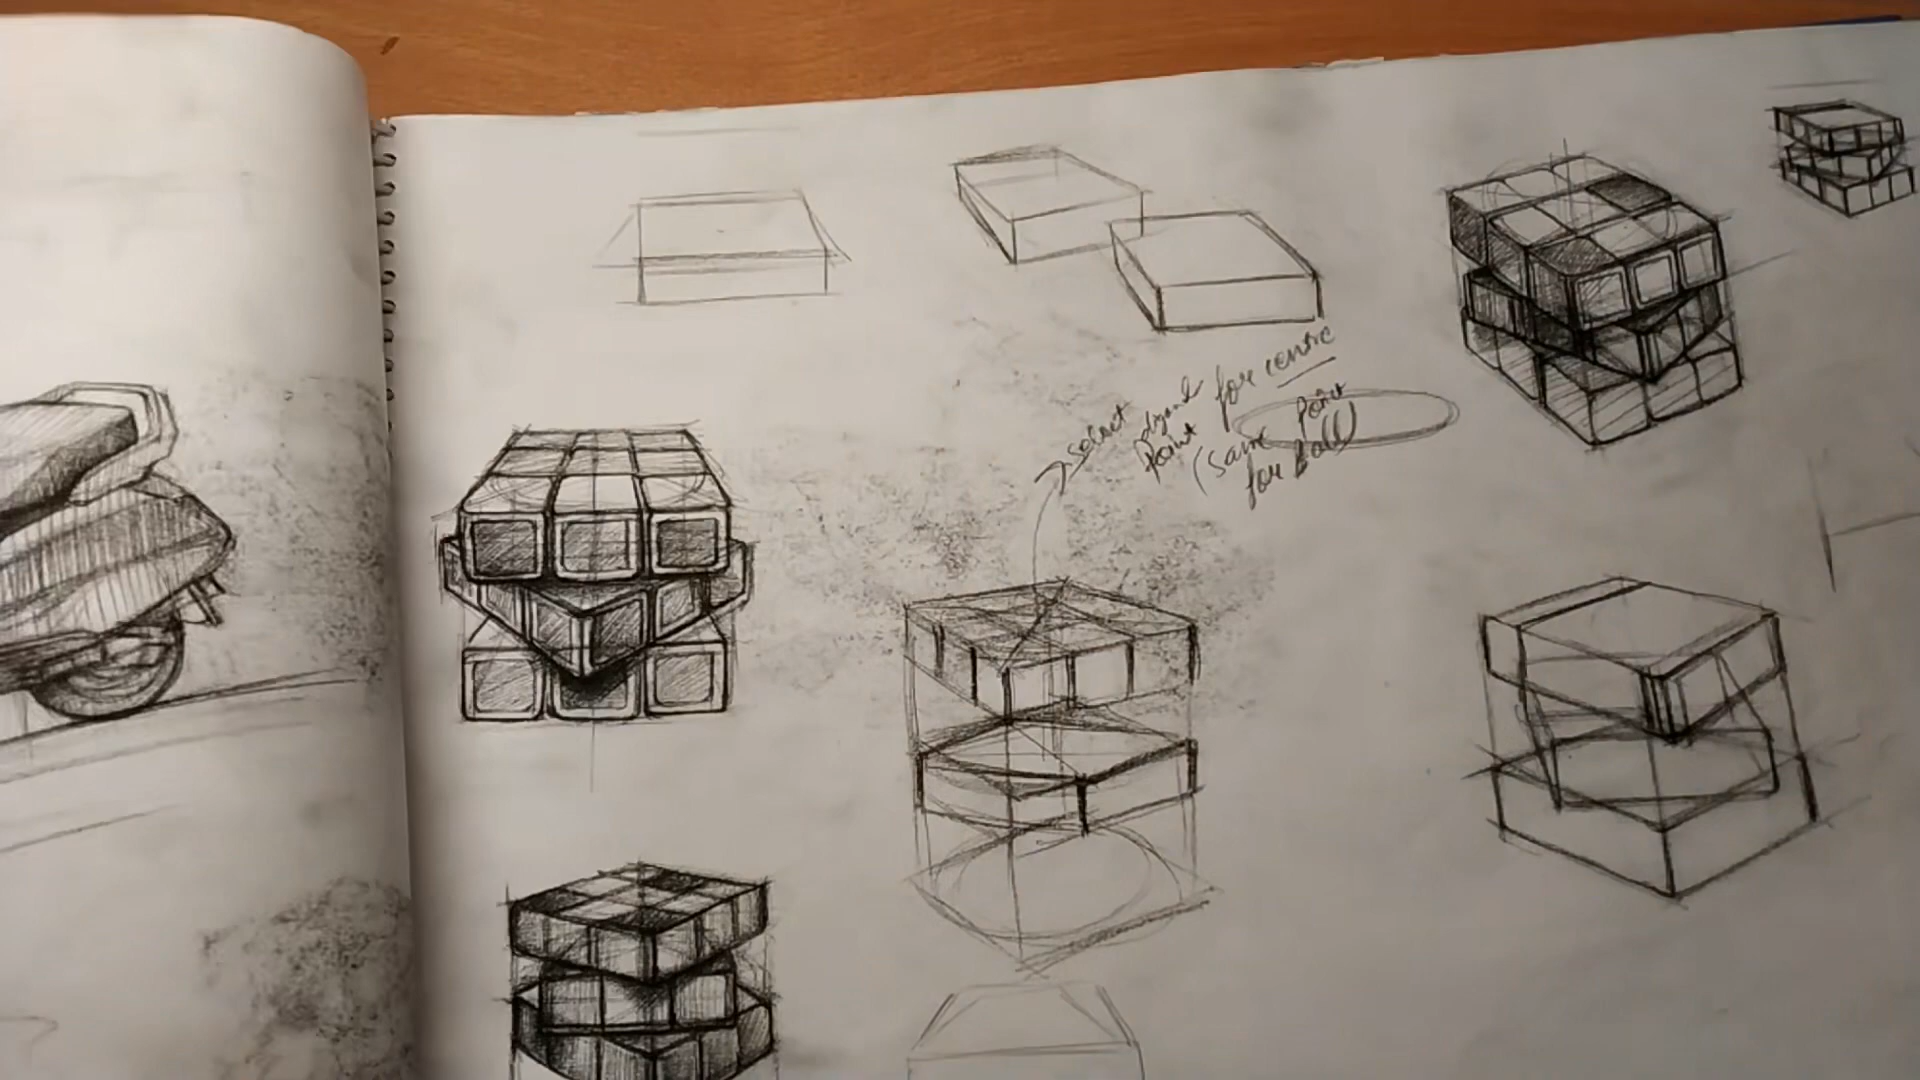 select
for centre
Point
(Same Point
for ball)